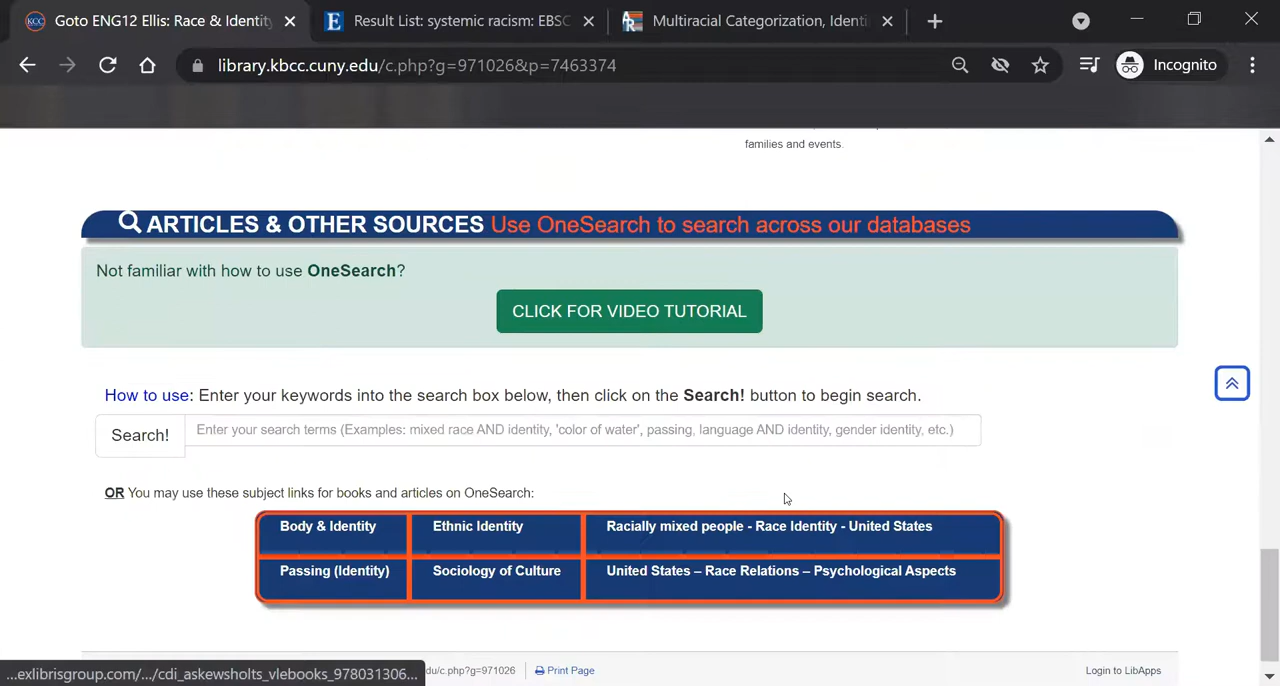 Goto ENG12 Ellis: Race & Identity
Result List: systemic racism: EBSC
Multiracial Categorization, Identi
library.kbcc.cuny.edu/c.php?g=971026&p=7463374
Incognito
families and events.
ARTICLES & OTHER SOURCES Use OneSearch to search across our databases
Not familiar with how to use OneSearch?
CLICK FOR VIDEO TUTORIAL
How to use: Enter your keywords into the search box below, then click on the Search! button to begin search.
Search! Enter your search terms (Examples: mixed race AND identity, 'color of water', passing, language AND identity, gender identity, etc.)
OR You may use these subject links for books and articles on OneSearch:
Body & Identity Ethnic Identity Racially mixed people - Race Identity - United States
Passing (Identity) Sociology of Culture United States – Race Relations – Psychological Aspects
...exlibrisgroup.com/.../cdi_askewsholts_vlebooks_978031306... du/c.php?g=971026 Print Page Login to LibApps